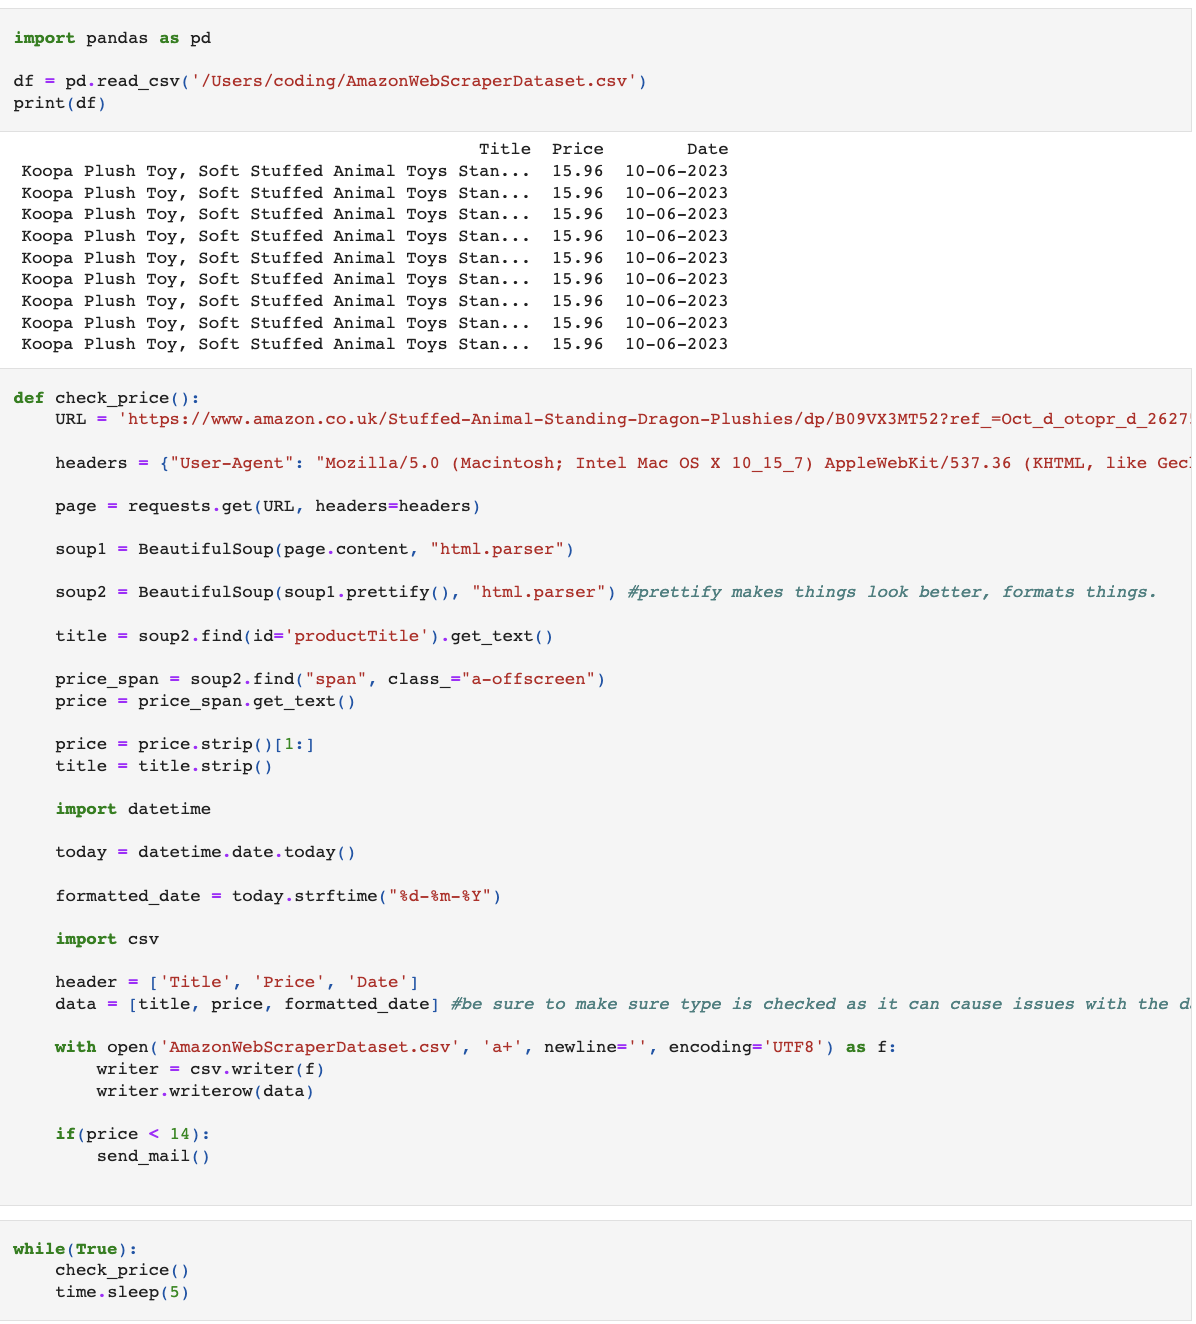 import pandas as pd
df = pd.read_csv('/Users/coding/AmazonWebScraperDataset.csv')
print(df)
Title Price Date
Koopa Plush Toy, Soft Stuffed Animal Toys Stan... 15.96 10-06-2023
Koopa Plush Toy, Soft Stuffed Animal Toys Stan... 15.96 10-06-2023
Koopa Plush Toy, Soft Stuffed Animal Toys Stan... 15.96 10-06-2023
Koopa Plush Toy, Soft Stuffed Animal Toys Stan... 15.96 10-06-2023
Koopa Plush Toy, Soft Stuffed Animal Toys Stan... 15.96 10-06-2023
Koopa Plush Toy, Soft Stuffed Animal Toys Stan... 15.96 10-06-2023
Koopa Plush Toy, Soft Stuffed Animal Toys Stan... 15.96 10-06-2023
Koopa Plush Toy, Soft Stuffed Animal Toys Stan... 15.96 10-06-2023
Koopa Plush Toy, Soft Stuffed Animal Toys Stan... 15.96 10-06-2023
def check_price():
    URL = 'https://www.amazon.co.uk/Stuffed-Animal-Standing-Dragon-Plushies/dp/B09VX3MT52?ref_=Oct_d_otopr_d_2627
    headers = {"User-Agent": "Mozilla/5.0 (Macintosh; Intel Mac OS X 10_15_7) AppleWebKit/537.36 (KHTML, like Gec
    page = requests.get(URL, headers=headers)
    soup1 = BeautifulSoup(page.content, "html.parser")
    soup2 = BeautifulSoup(soup1.prettify(), "html.parser") #prettify makes things look better, formats things.
    title = soup2.find(id='productTitle').get_text()
    price_span = soup2.find("span", class_="a-offscreen")
    price = price_span.get_text()
    price = price.strip()[1:]
    title = title.strip()
    import datetime
    today = datetime.date.today()
    formatted_date = today.strftime("%d-%m-%Y")
    import csv
    header = ['Title', 'Price', 'Date']
    data = [title, price, formatted_date] #be sure to make sure type is checked as it can cause issues with the d
    with open('AmazonWebScraperDataset.csv', 'a+', newline='', encoding='UTF8') as f:
        writer = csv.writer(f)
        writer.writerow(data)
    if(price < 14):
        send_mail()
while(True):
    check_price()
    time.sleep(5)